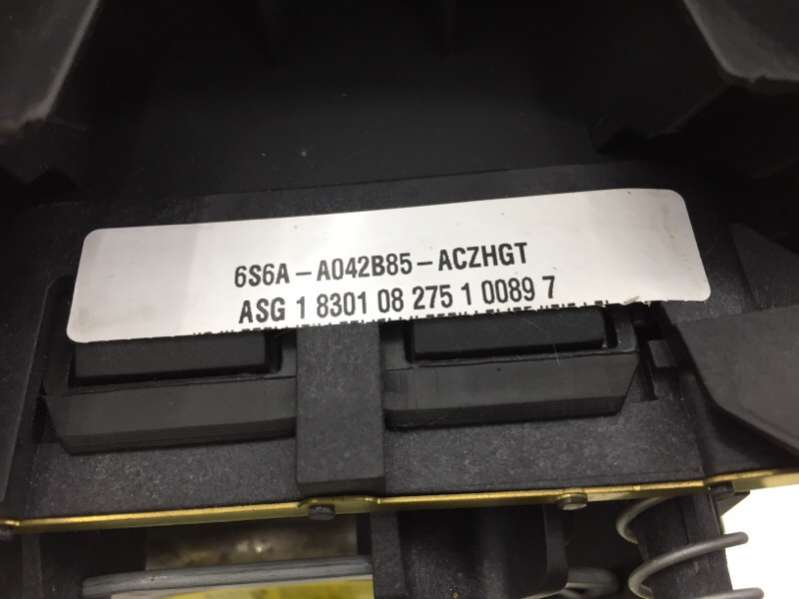 6S6A-A042B85-ACZHGT
ASG 1 8301 08 275 1 0089 7